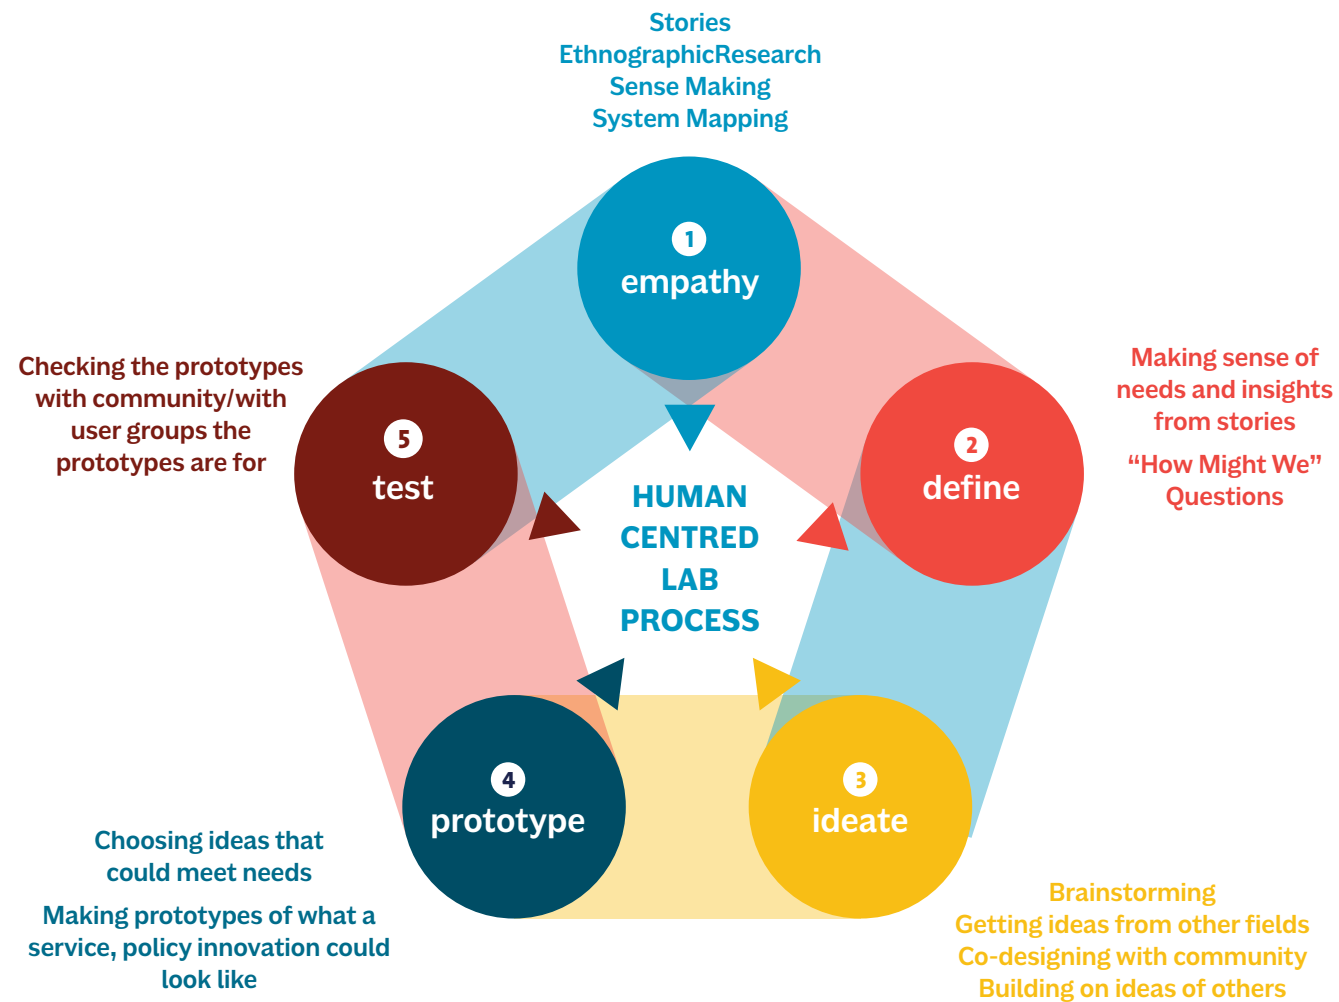 Stories
EthnographicResearch
Sense Making
System Mapping
1
empathy
Making sense of
needs and insights
from stories
“How Might We”
Questions
2
define
Brainstorming
Getting ideas from other fields
Co-designing with community
Building on ideas of others
3
ideate
Choosing ideas that
could meet needs
Making prototypes of what a
service, policy innovation could
look like
4
prototype
Checking the prototypes
with community/with
user groups the
prototypes are for
5
test
HUMAN
CENTRED
LAB
PROCESS